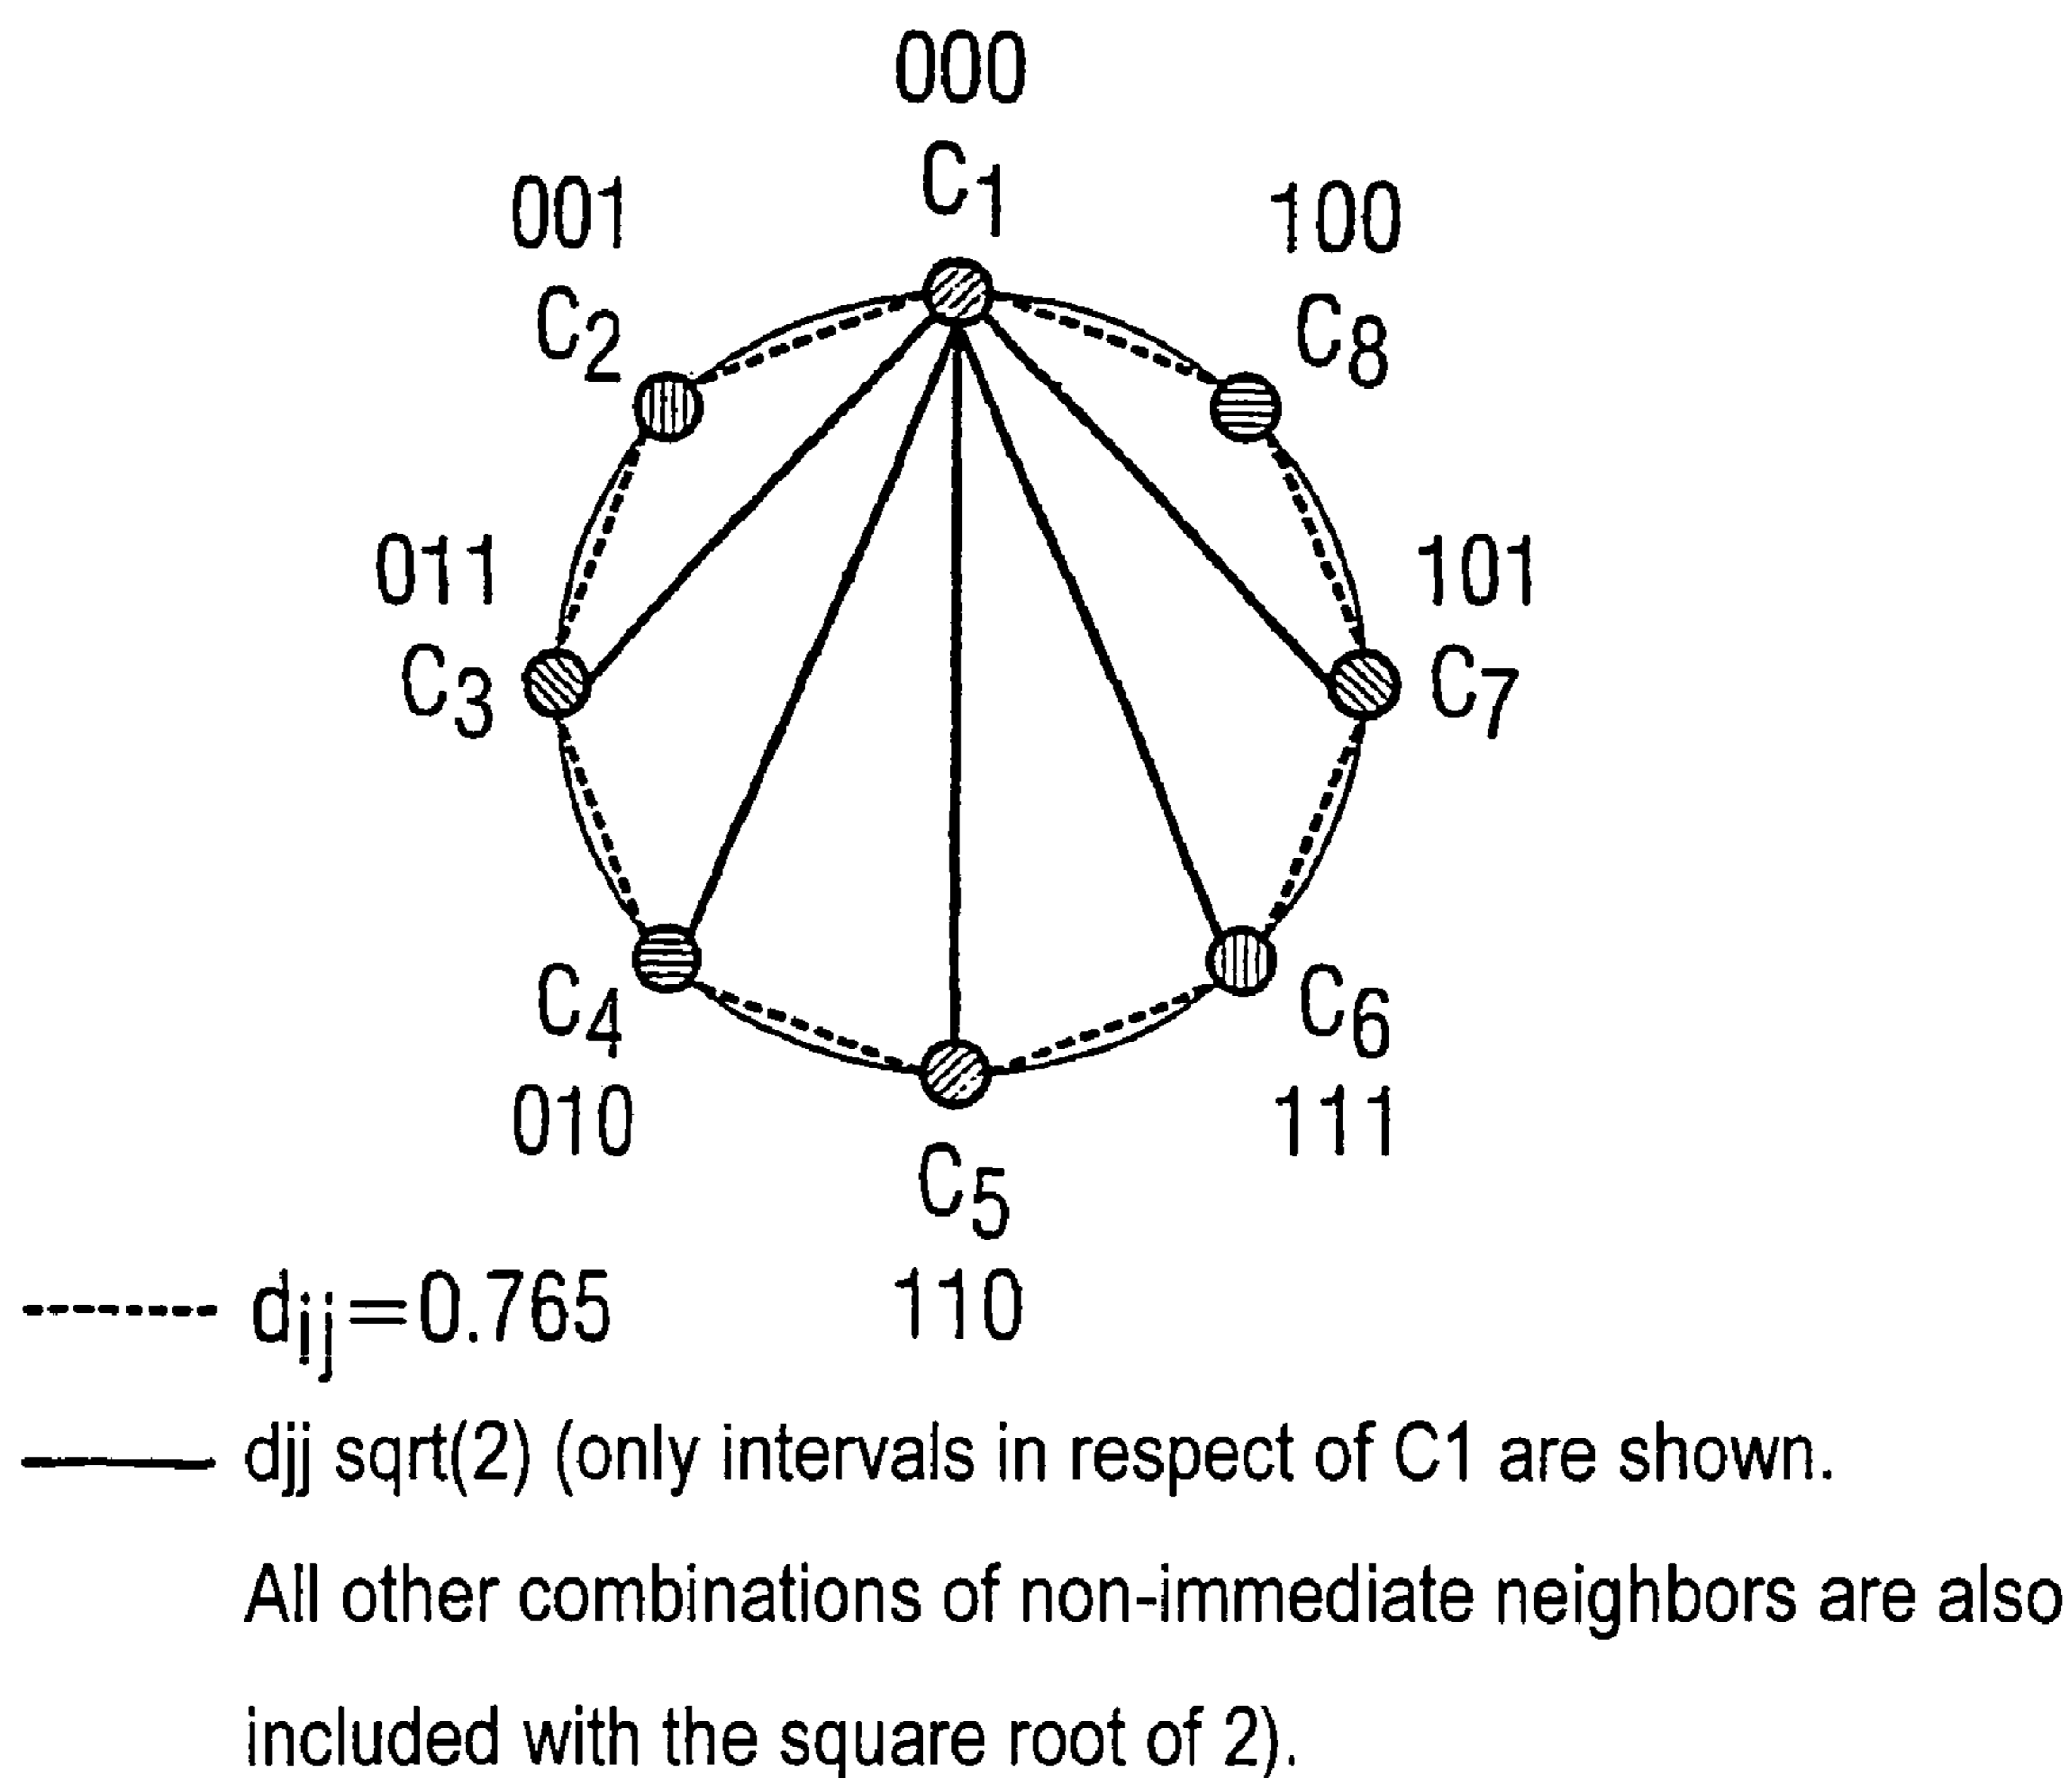 000
C1
001
C2
100
C8
011
C3
101
C7
C4
010
C6
111
C5
110
dij=0.765
djj sqrt(2) (only intervals in respect of C1 are shown.
All other combinations of non-immediate neighbors are also
included with the square root of 2).